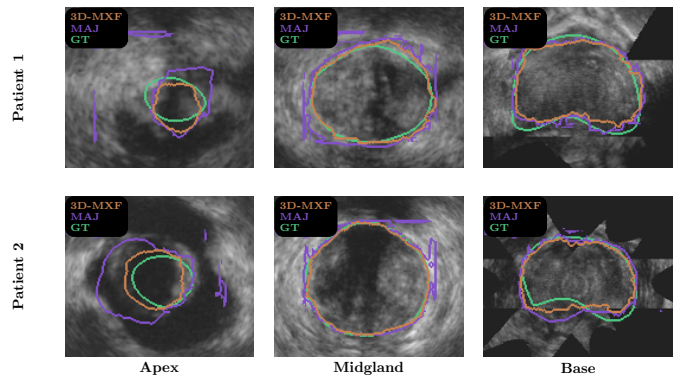 Patient 1
3D-MXF
MAJ
GT
3D-MXF
MAJ
GT
3D-MXF
MAJ
GT
Patient 2
3D-MXF
MAJ
GT
3D-MXF
MAJ
GT
3D-MXF
MAJ
GT
Apex
Midgland
Base